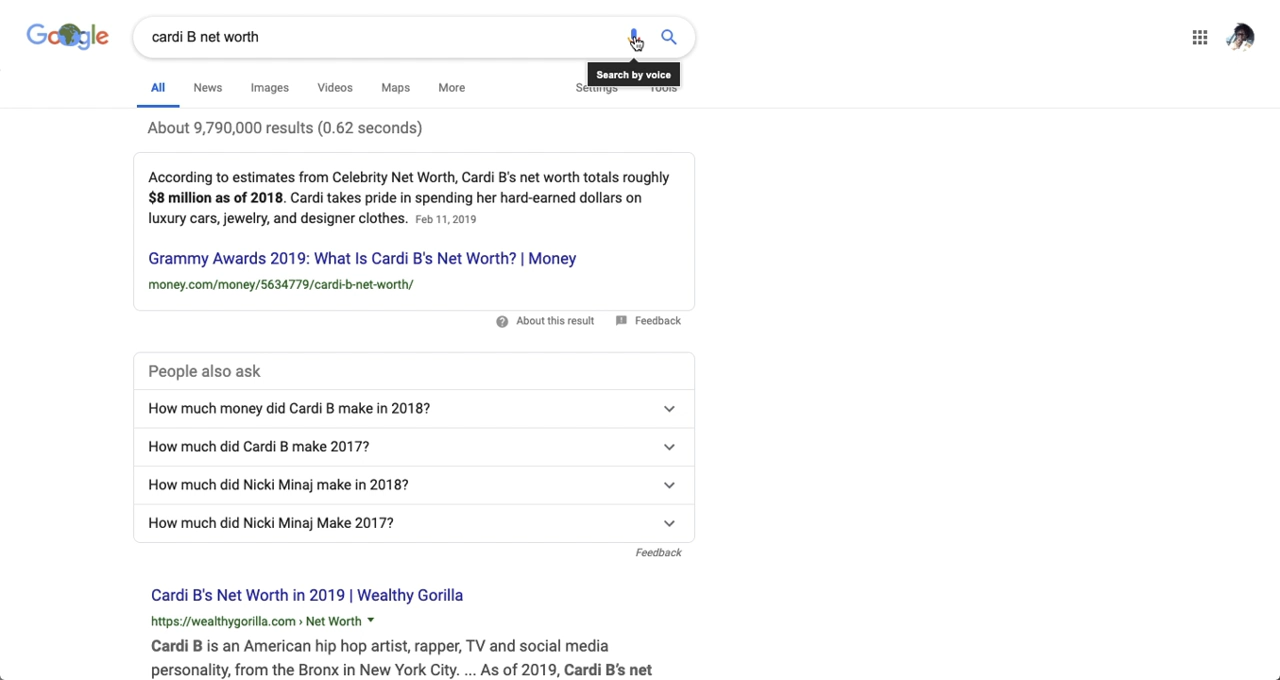 Google
cardi B net worth
Search by voice
All News Images Videos Maps More Settings Tools
About 9,790,000 results (0.62 seconds)
According to estimates from Celebrity Net Worth, Cardi B's net worth totals roughly
$8 million as of 2018. Cardi takes pride in spending her hard-earned dollars on
luxury cars, jewelry, and designer clothes. Feb 11, 2019
Grammy Awards 2019: What Is Cardi B's Net Worth? | Money
money.com/money/5634779/cardi-b-net-worth/
About this result Feedback
People also ask
How much money did Cardi B make in 2018?
How much did Cardi B make 2017?
How much did Nicki Minaj make in 2018?
How much did Nicki Minaj Make 2017?
Feedback
Cardi B's Net Worth in 2019 | Wealthy Gorilla
https://wealthygorilla.com › Net Worth
Cardi B is an American hip hop artist, rapper, TV and social media
personality, from the Bronx in New York City. ... As of 2019, Cardi B's net